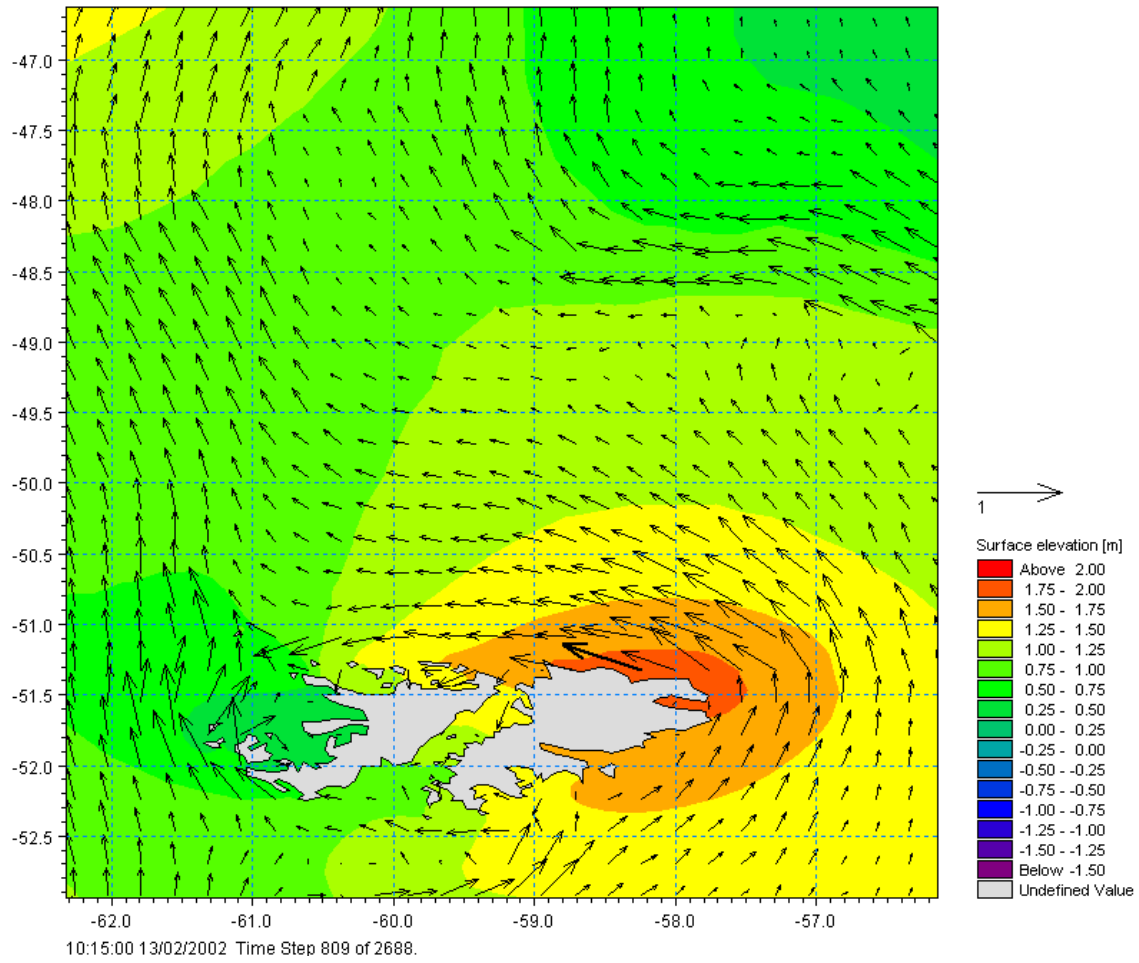 -47.0
-47.5
-48.0
-48.5
-49.0
-49.5
-50.0
-50.5
-51.0
-51.5
-52.0
-52.5
-62.0 -61.0 -60.0 -59.0 -58.0 -57.0
10:15:00 13/02/2002 Time Step 809 of 2688.
1
Surface elevation [m]
Above 2.00
1.75 - 2.00
1.50 - 1.75
1.25 - 1.50
1.00 - 1.25
0.75 - 1.00
0.50 - 0.75
0.25 - 0.50
0.00 - 0.25
-0.25 - 0.00
-0.50 - -0.25
-0.75 - -0.50
-1.00 - -0.75
-1.25 - -1.00
-1.50 - -1.25
Below -1.50
Undefined Value